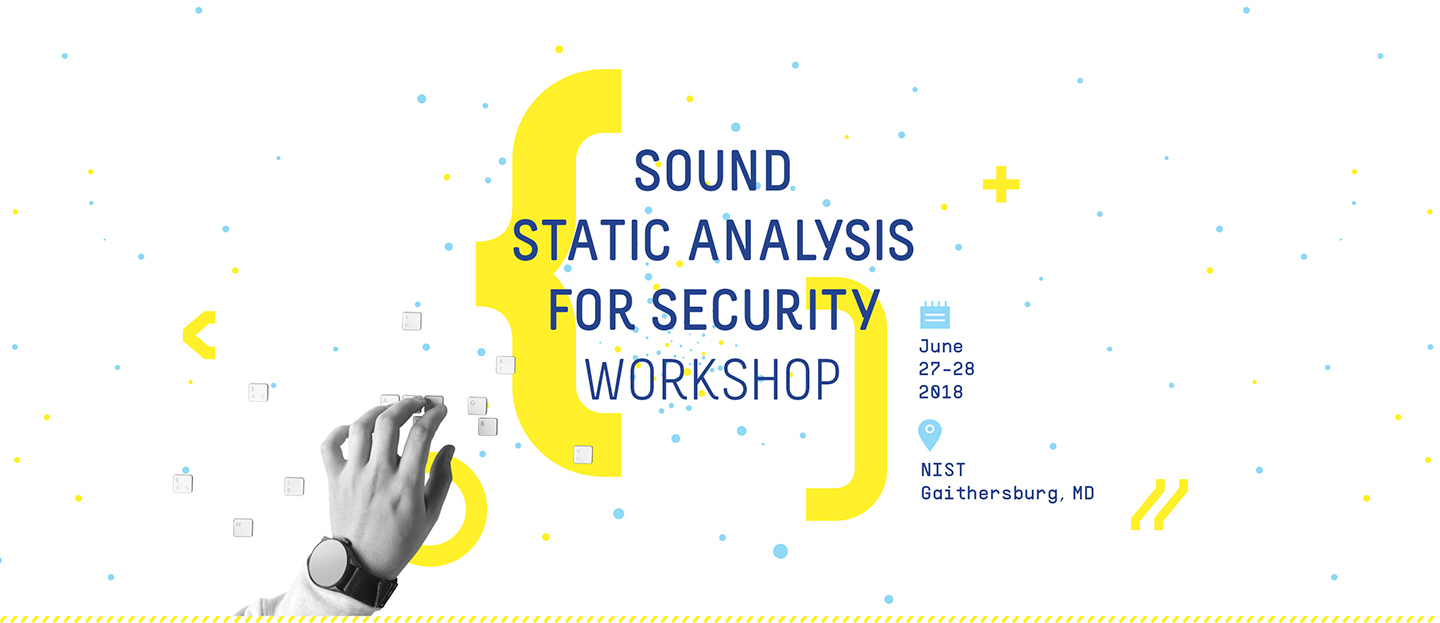 SOUND
STATIC ANALYSIS
FOR SECURITY
WORKSHOP
June
27-28
2018
NIST
Gaithersburg, MD